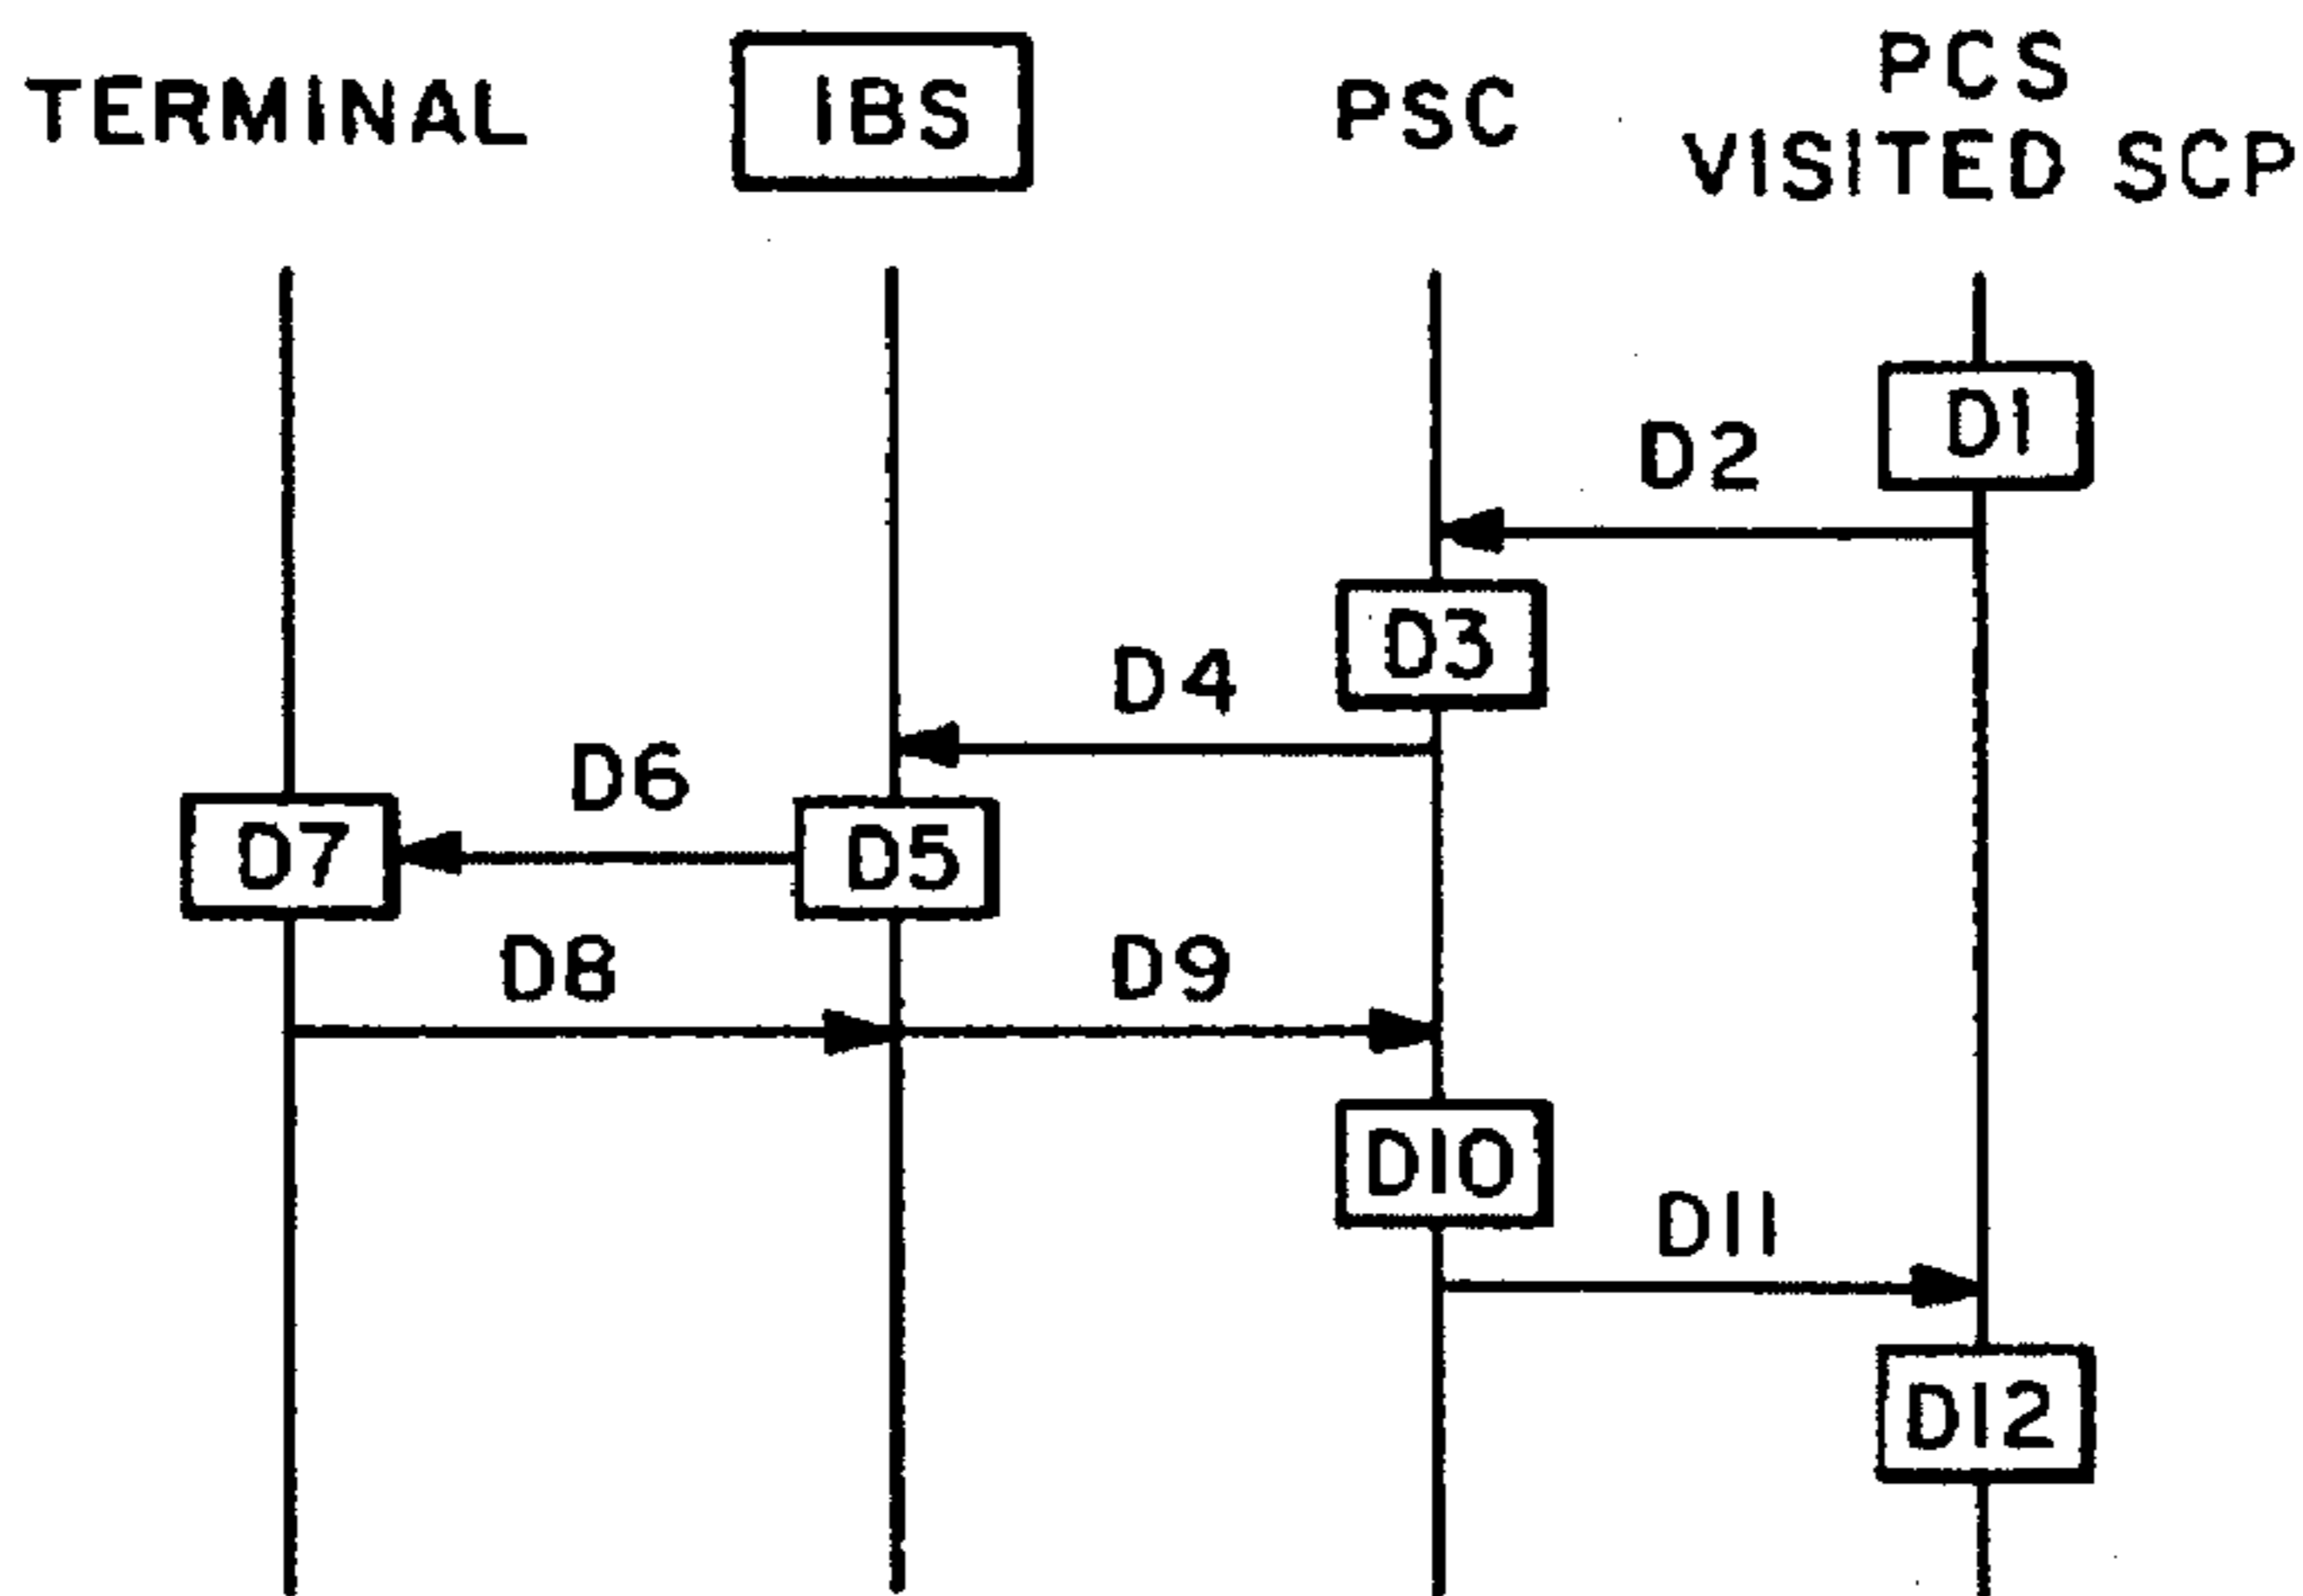 TERMINAL
IBS
PSC
PCS
VISITED SCP
D1
D2
D3
D4
D6
D7
D5
D8
D9
D10
D11
D12